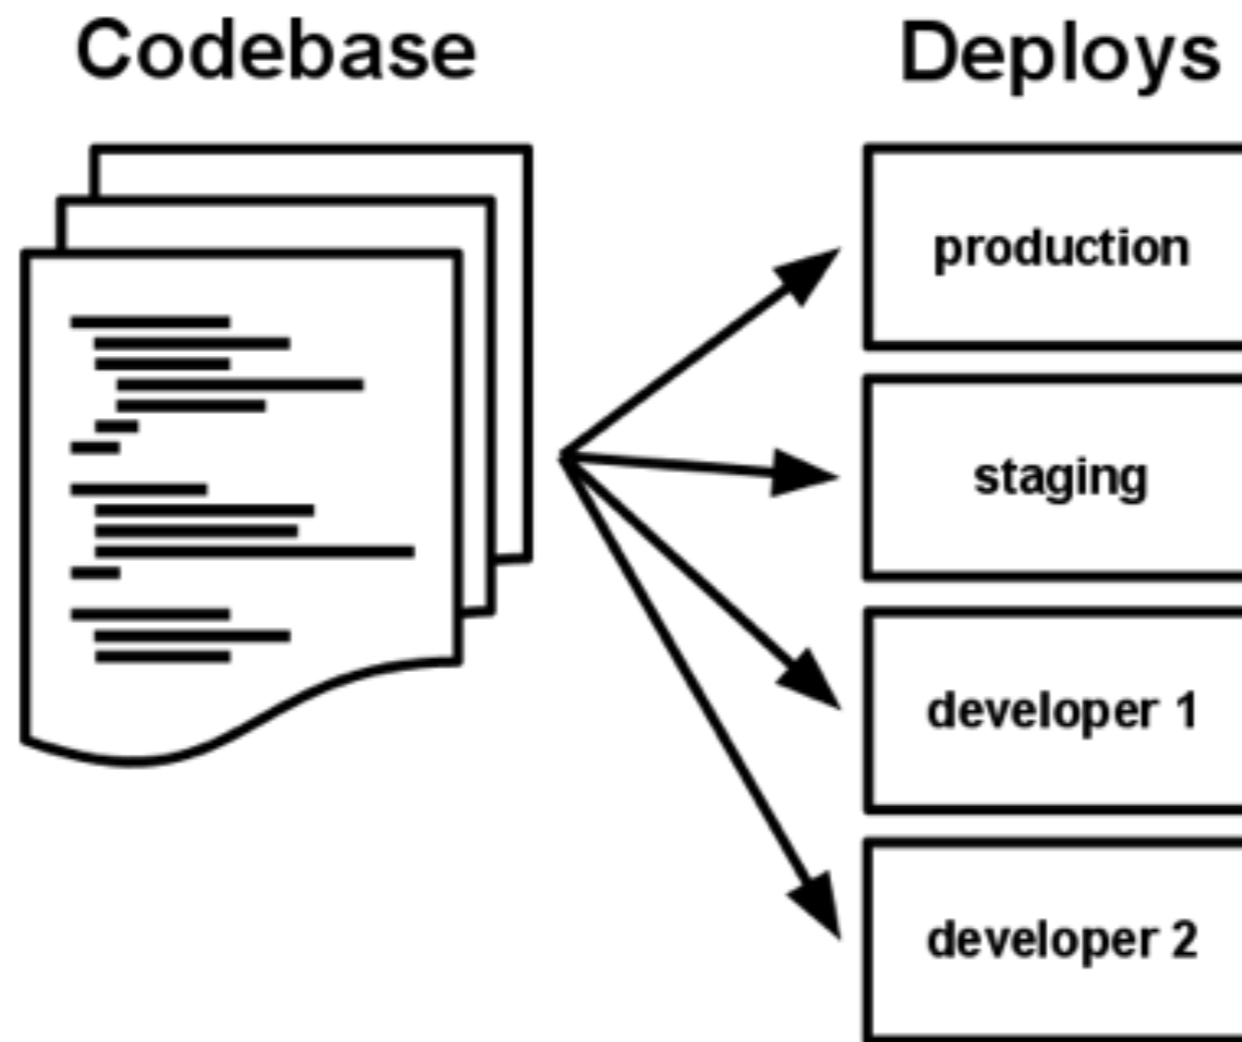 Codebase
Deploys
production
staging
developer 1
developer 2